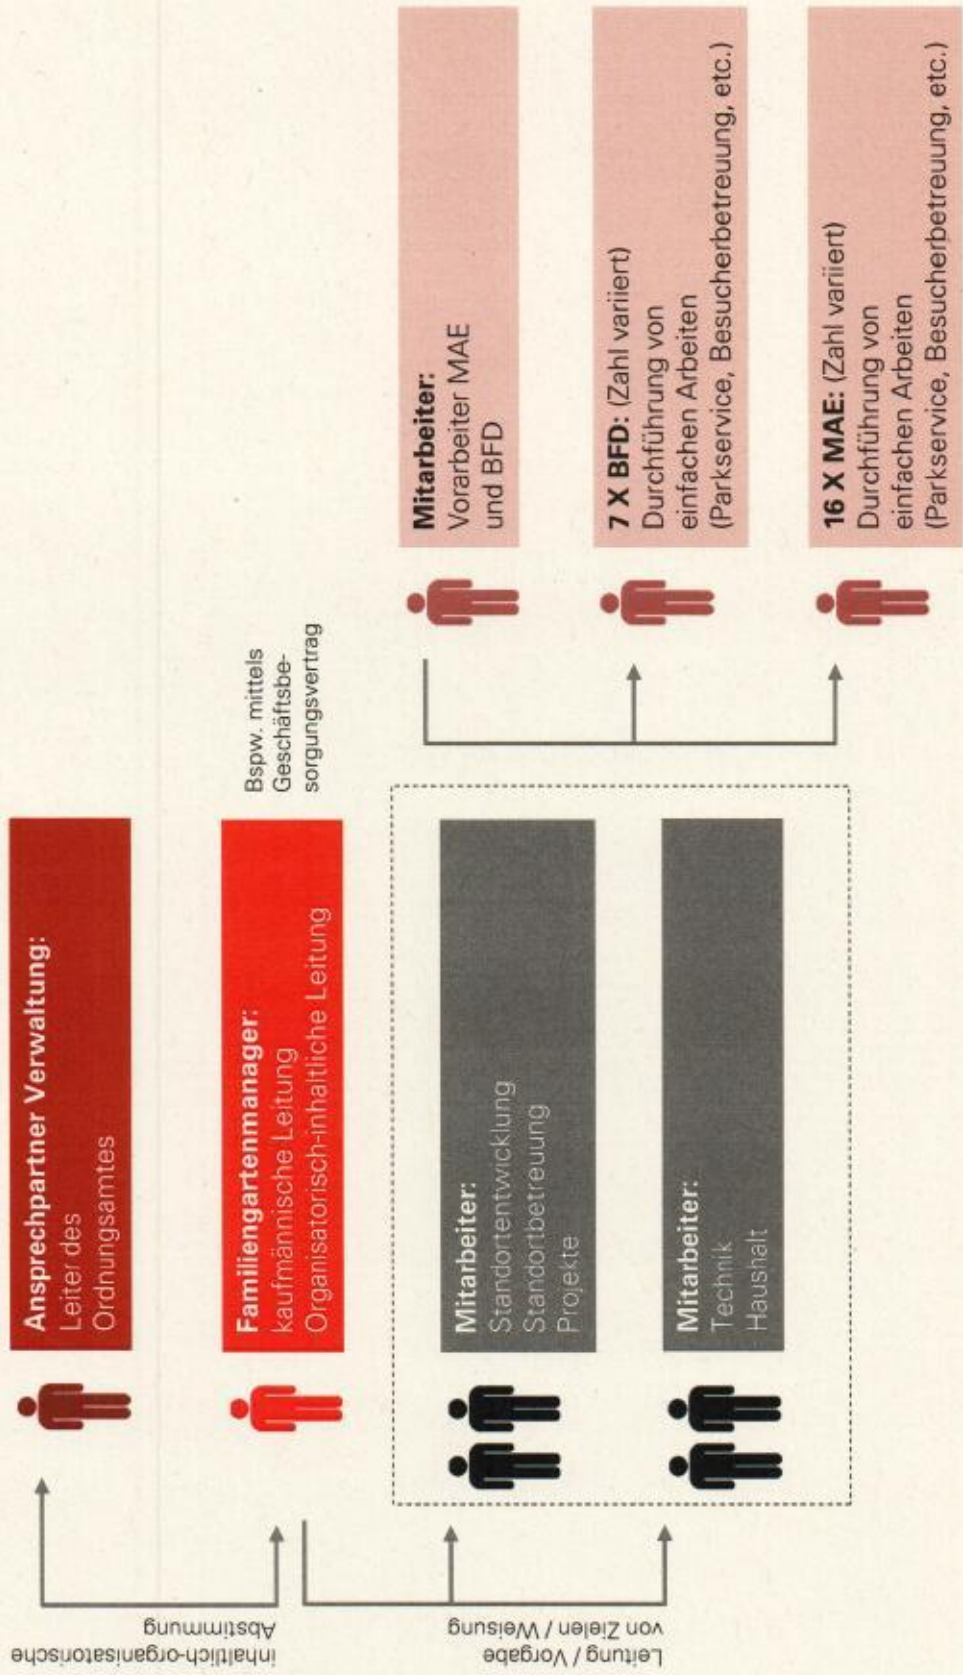 inhaltlich-organisatorische
Abstimmung
Ansprechpartner Verwaltung:
Leiter des
Ordnungsamtes
Familiengartenmanager:
kaufmännische Leitung
Organisatorisch-inhaltliche Leitung
Bspw. mittels
Geschäftsbe-
sorgungsvertrag
Leitung / Vorgabe
von Zielen / Weisung
Mitarbeiter:
Standortentwicklung
Standortbetreuung
Projekte
Mitarbeiter:
Technik
Haushalt
Mitarbeiter:
Vorarbeiter MAE
und BFD
7 X BFD: (Zahl variiert)
Durchführung von
einfachen Arbeiten
(Parkservice, Besucherbetreuung, etc.)
16 X MAE: (Zahl variiert)
Durchführung von
einfachen Arbeiten
(Parkservice, Besucherbetreuung, etc.)